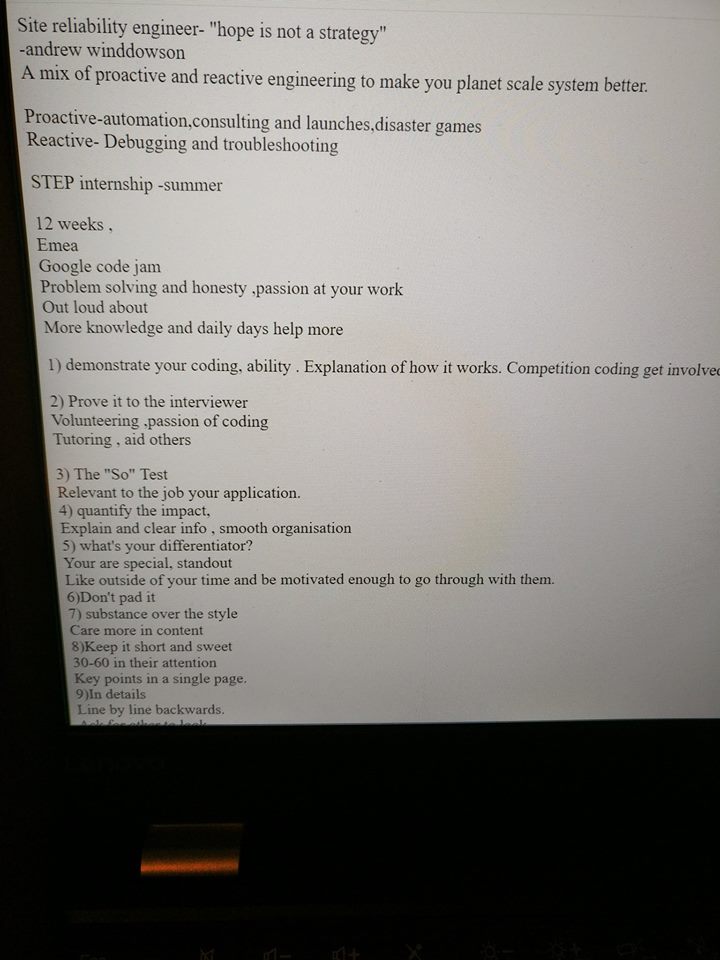 Site reliability engineer- "hope is not a strategy"
-andrew winddowson
A mix of proactive and reactive engineering to make you planet scale system better.
Proactive-automation,consulting and launches,disaster games
Reactive- Debugging and troubleshooting
STEP internship -summer
12 weeks ,
Emea
Google code jam
Problem solving and honesty ,passion at your work
Out loud about
More knowledge and daily days help more
1) demonstrate your coding, ability . Explanation of how it works. Competition coding get involved
2) Prove it to the interviewer
Volunteering ,passion of coding
Tutoring , aid others
3) The "So" Test
Relevant to the job your application.
4) quantify the impact,
Explain and clear info , smooth organisation
5) what's your differentiator?
Your are special, standout
Like outside of your time and be motivated enough to go through with them.
6)Don't pad it
7) substance over the style
Care more in content
8)Keep it short and sweet
30-60 in their attention
Key points in a single page.
9)In details
Line by line backwards.
Ask for other to look